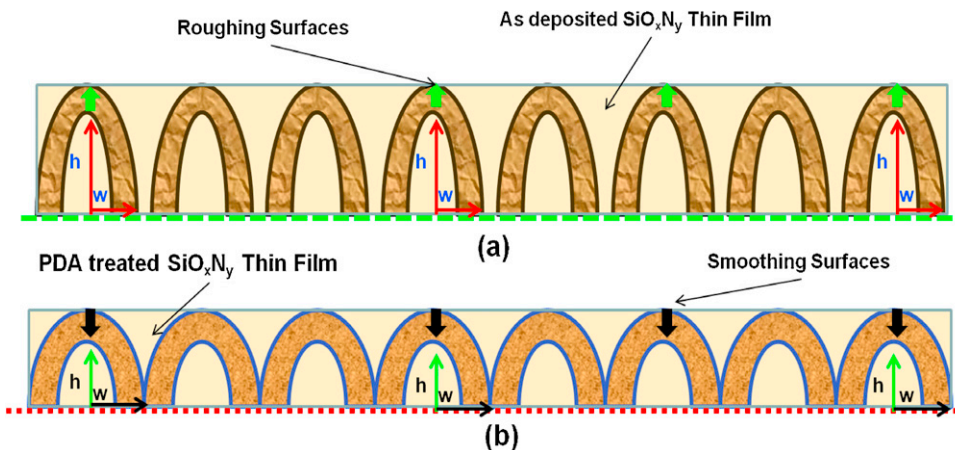 Roughing Surfaces
As deposited SiOxNy Thin Film
h
w
h
w
h
w
(a)
PDA treated SiOxNy Thin Film
Smoothing Surfaces
h
w
h
w
h
w
(b)